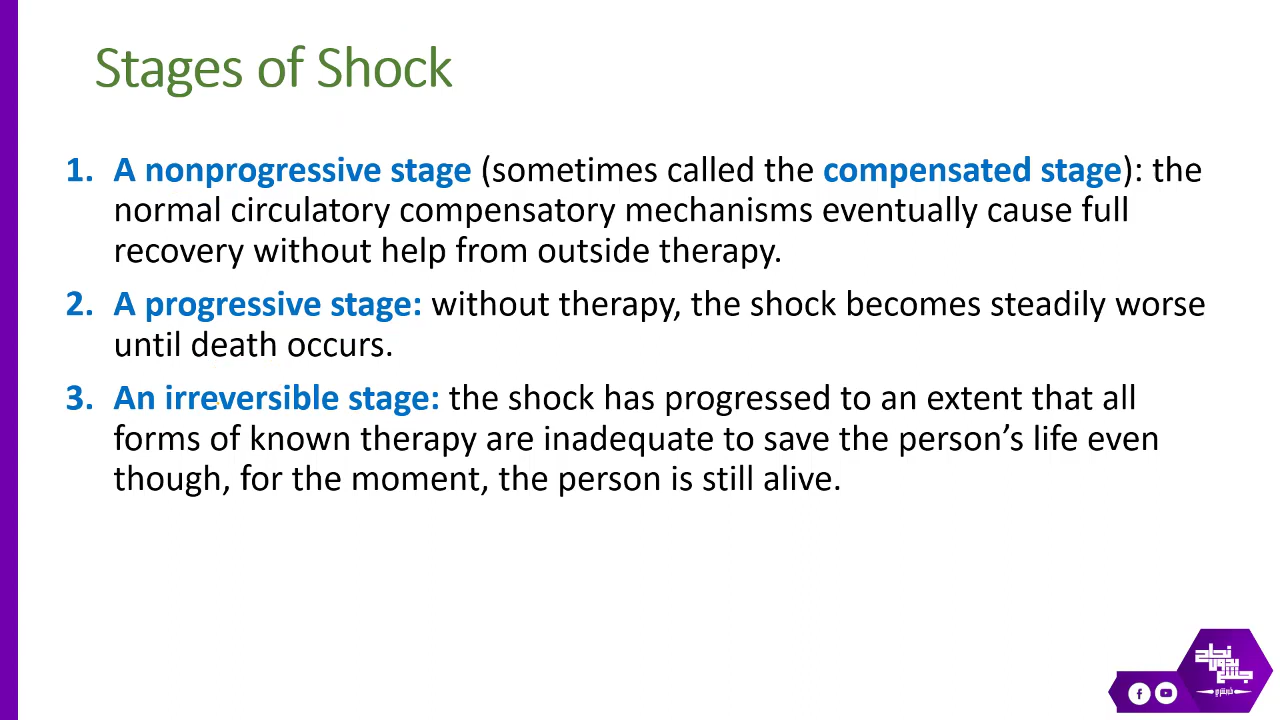 Stages of Shock
1. A nonprogressive stage (sometimes called the compensated stage): the
normal circulatory compensatory mechanisms eventually cause full
recovery without help from outside therapy.
2. A progressive stage: without therapy, the shock becomes steadily worse
until death occurs.
3. An irreversible stage: the shock has progressed to an extent that all
forms of known therapy are inadequate to save the person’s life even
though, for the moment, the person is still alive.
نجاح
بدون